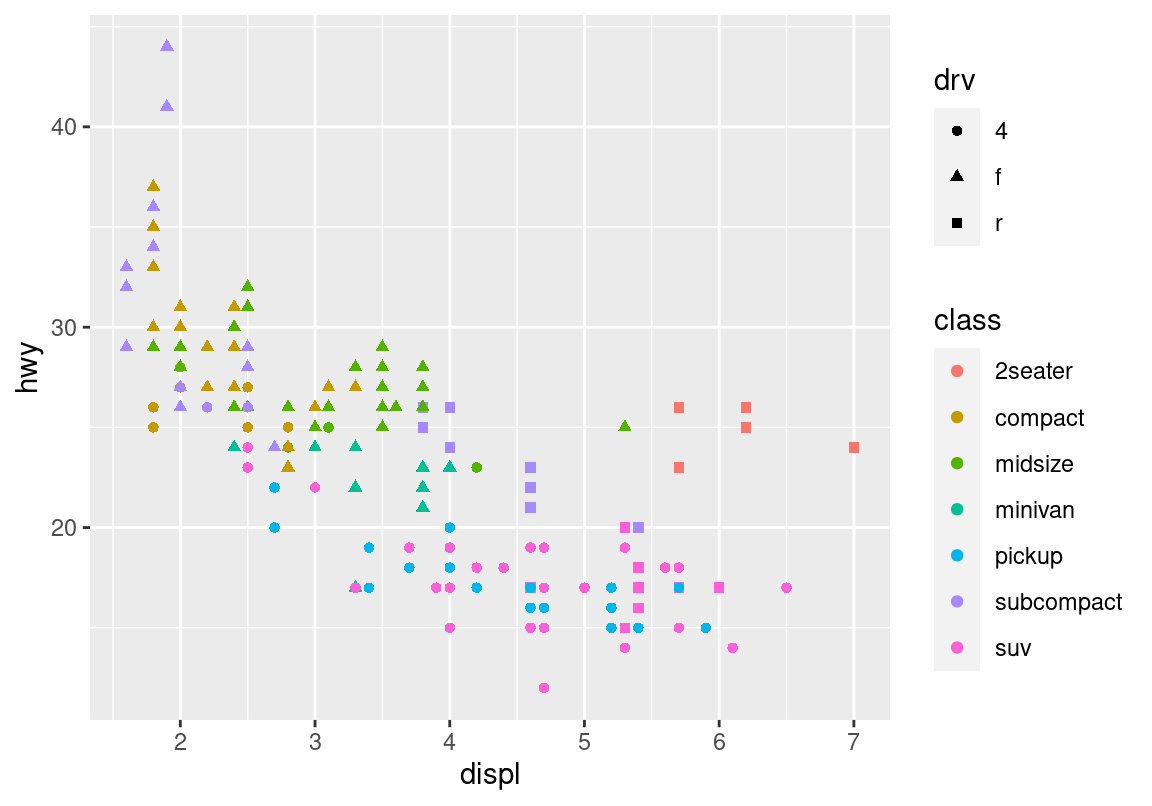 hwy
40
30
20
2 3 4 5 6 7
displ
drv
4
f
r
class
2seater
compact
midsize
minivan
pickup
subcompact
suv